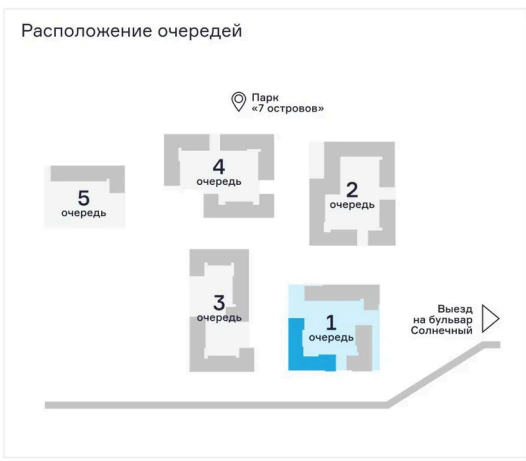 Расположение очередей
Парк
«7 островов»
4
очередь
2
очередь
5
очередь
3
очередь
1
очередь
Выезд
на бульвар
Солнечный